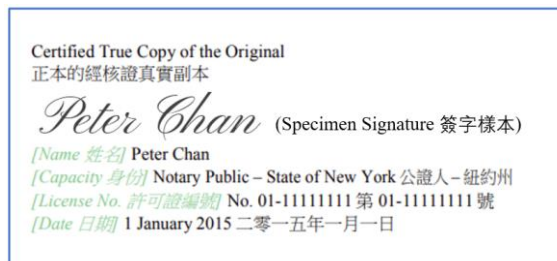 Certified True Copy of the Original
正本的經核證真實副本
Peter Chan (Specimen Signature 簽字樣本)
[Name 姓名] Peter Chan
[Capacity 身份] Notary Public – State of New York 公證人 – 紐約州
[License No. 許可證編號] No. 01-11111111 第 01-11111111 號
[Date 日期] 1 January 2015 二零一五年一月一日